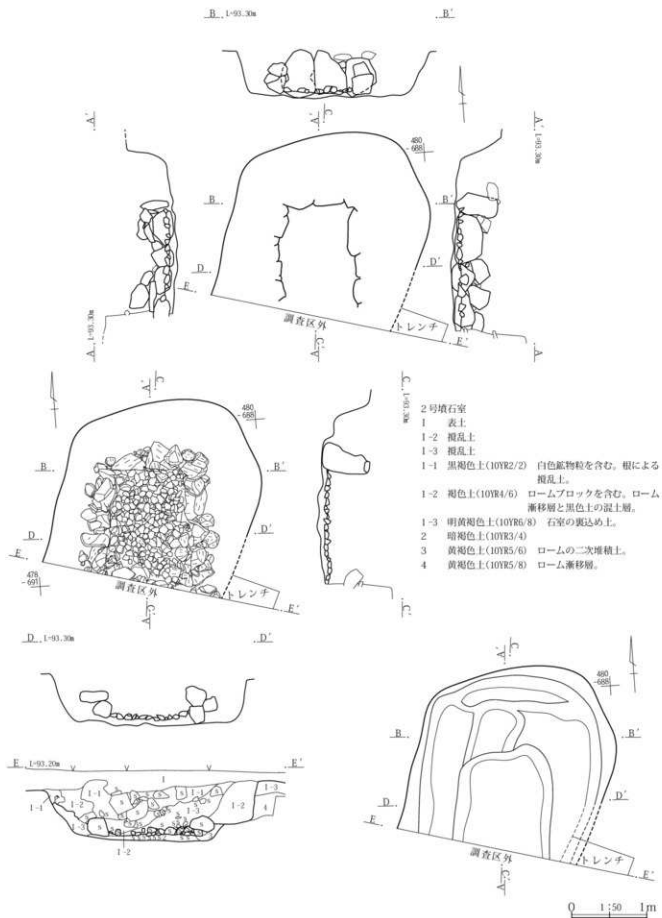 B L=93.30m B'
A' C A' L=93.30m
480
-688
B B'
D D'
E E'
調査区外 トレンチ
A L=93.30m A C' A
A' C C L=93.30m
480
-688
B B'
D D'
E E'
478
-691
調査区外 トレンチ
A C' C'
2号墳石室
1 表土
1-2 攪乱土
1-3 攪乱土
1-1 黒褐色土(10YR2/2) 白色鉱物粒を含む。根による
攪乱土。
1-2 褐色土(10YR4/6) ロームブロックを含む。ローム
漸移層と黒色土の混土層。
1-3 明黄褐色土(10YR6/8) 石室の裏込め土。
2 暗褐色土(10YR3/4)
3 黄褐色土(10YR5/6) ロームの二次堆積土。
4 黄褐色土(10YR5/8) ローム漸移層。
D L=93.30m D'
E L=93.20m E'
1
1-1 1-1 1-3
1-2 1-3 1-2 4
1-3
1-2
A' C
480
-688
B B'
D D'
E E'
調査区外 トレンチ
A C'
0 1:50 1m